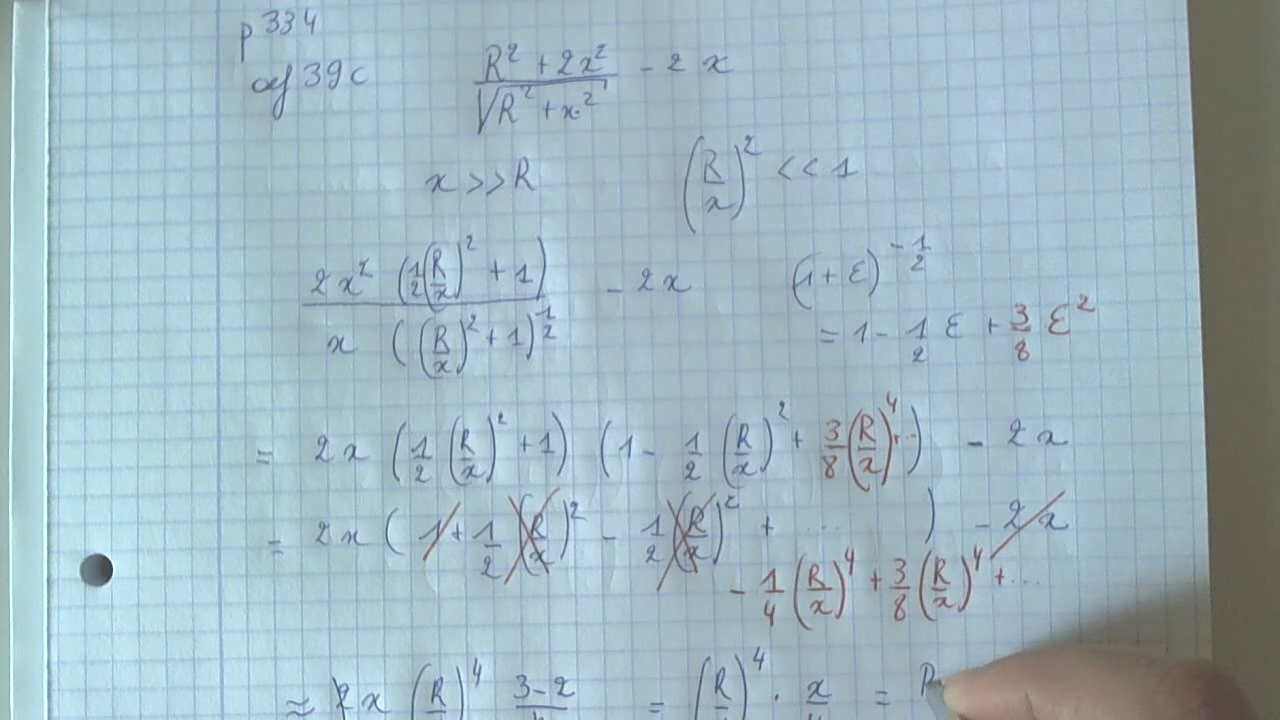 p 334
oef 39c (R² + 2x²)/√(R² + x²) - 2x
x >> R (R/x)² << 1
2x² (1/2 (R/x)² + 1) / x ((R/x)² + 1)^(1/2) - 2x (1 + ε)^(-1/2)
= 1 - 1/2 ε + 3/8 ε²
= 2x (1/2 (R/x)² + 1) (1 - 1/2 (R/x)² + 3/8 (R/x)⁴ + ..) - 2x
= 2x (1 + 1/2 (R/x)² - 1/2 (R/x)² + ...... ) - 2x
- 1/4 (R/x)⁴ + 3/8 (R/x)⁴ + ...
≈ 2x (R/)⁴ 3-2/ = (R/)⁴ · x/ =